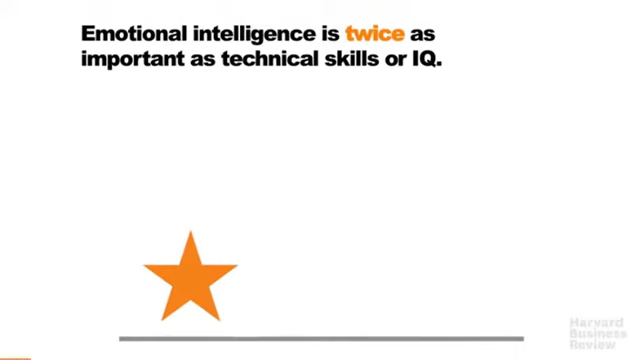 Emotional intelligence is twice as
important as technical skills or IQ.
Harvard
Business
Review